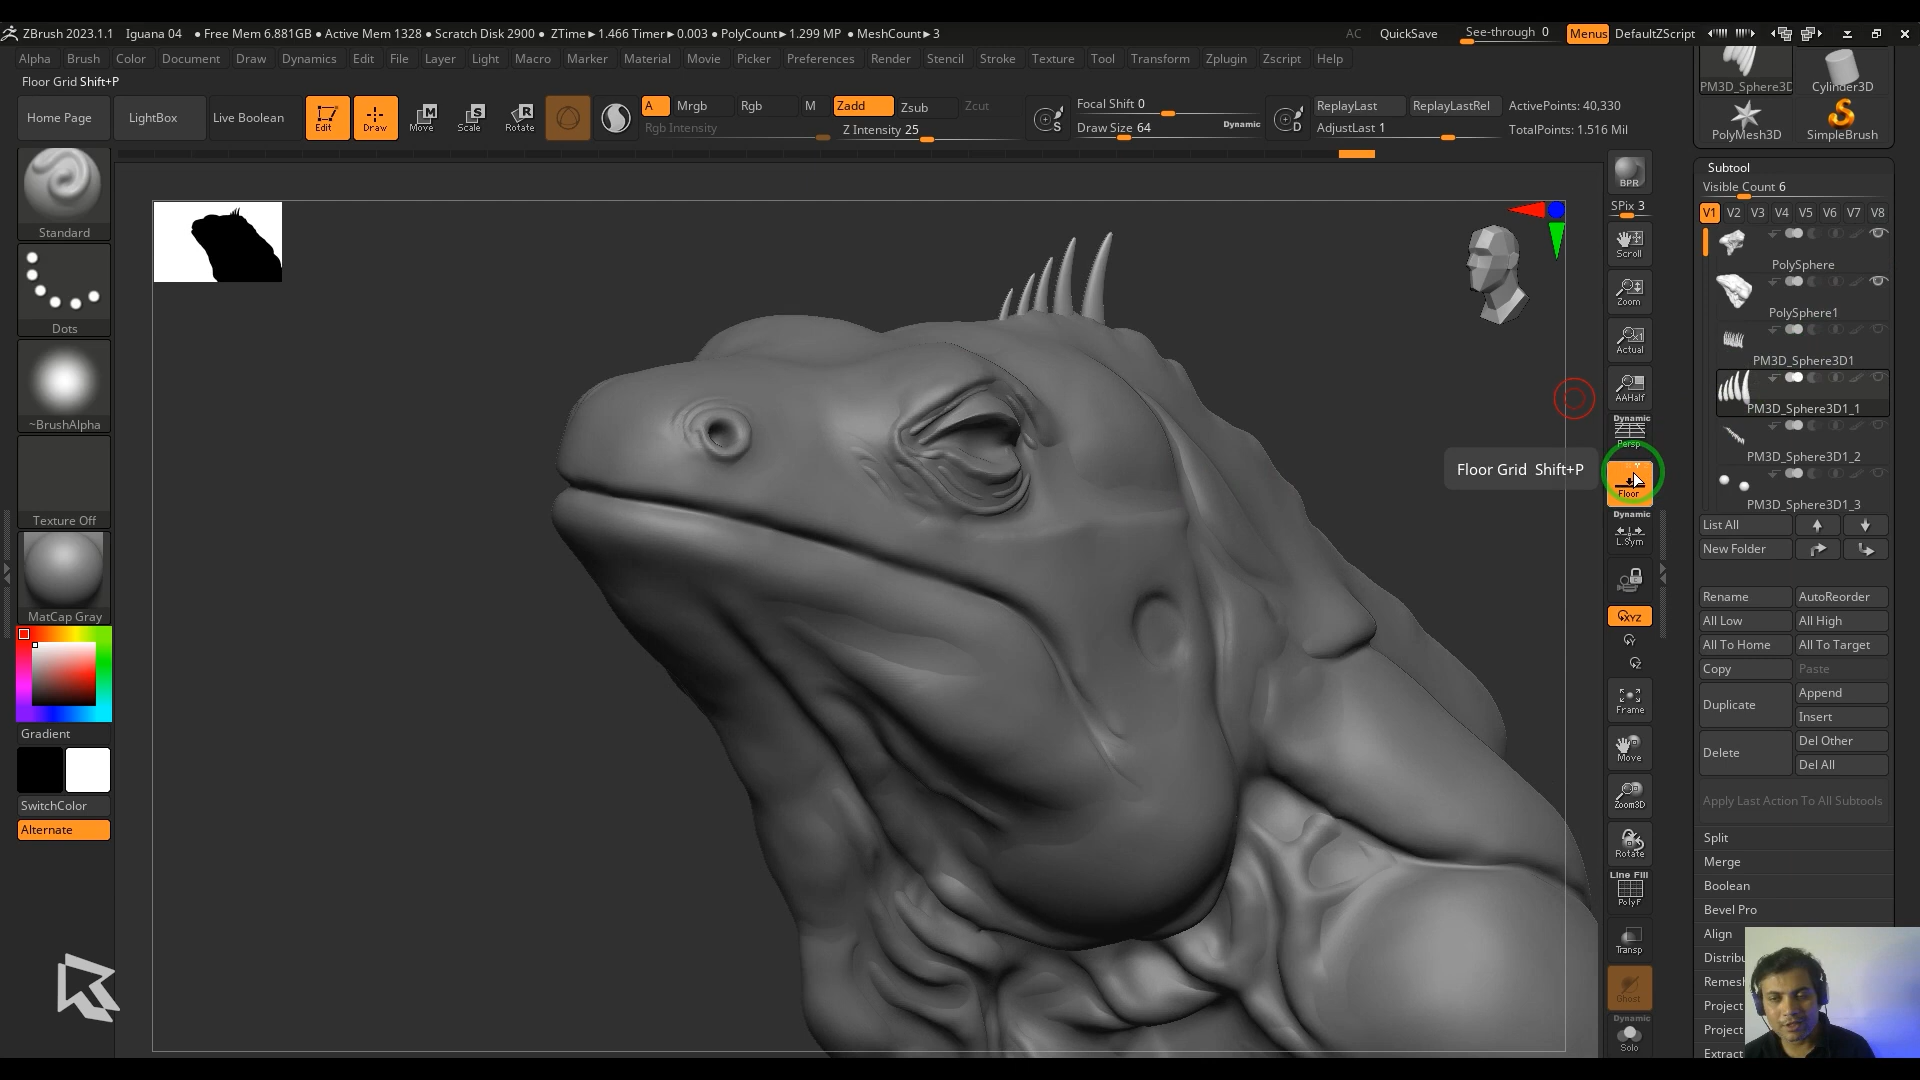 ZBrush 2023.1.1 Iguana 04 ● Free Mem 6.881GB ● Active Mem 1328 ● Scratch Disk 2900 ● ZTime►1.466 Timer►0.003 ● PolyCount►1.299 MP ● MeshCount►3 AC QuickSave See-through 0 Menus DefaultZScript
Alpha Brush Color Document Draw Dynamics Edit File Layer Light Macro Marker Material Movie Picker Preferences Render Stencil Stroke Texture Tool Transform Zplugin Zscript Help
Floor Grid Shift+P
Home Page LightBox Live Boolean Edit Draw Move Scale Rotate
A Mrgb Rgb M Zadd Zsub Zcut
Rgb Intensity Z Intensity 25
S
Focal Shift 0
Draw Size 64 Dynamic
D
ReplayLast ReplayLastRel ActivePoints: 40,330
AdjustLast 1 TotalPoints: 1.516 Mil
PM3D_Sphere3D Cylinder3D
PolyMesh3D SimpleBrush
Standard
Dots
~BrushAlpha
Texture Off
MatCap Gray
Gradient
SwitchColor
Alternate
Floor Grid Shift+P
BPR
SPix 3
Scroll
Zoom
Actual
AAHalf
Dynamic
Persp
Floor
Dynamic
L.Sym
XYZ
Y
Z
Frame
Move
Zoom3D
Rotate
Line Fill
PolyF
Transp
Ghost
Dynamic
Solo
Subtool
Visible Count 6
V1 V2 V3 V4 V5 V6 V7 V8
PolySphere
PolySphere1
PM3D_Sphere3D1
PM3D_Sphere3D1_1
PM3D_Sphere3D1_2
PM3D_Sphere3D1_3
List All
New Folder
Rename AutoReorder
All Low All High
All To Home All To Target
Copy Paste
Duplicate Append
Insert
Delete Del Other
Del All
Apply Last Action To All Subtools
Split
Merge
Boolean
Bevel Pro
Align
Distribu
Remes
Project
Project
Extract